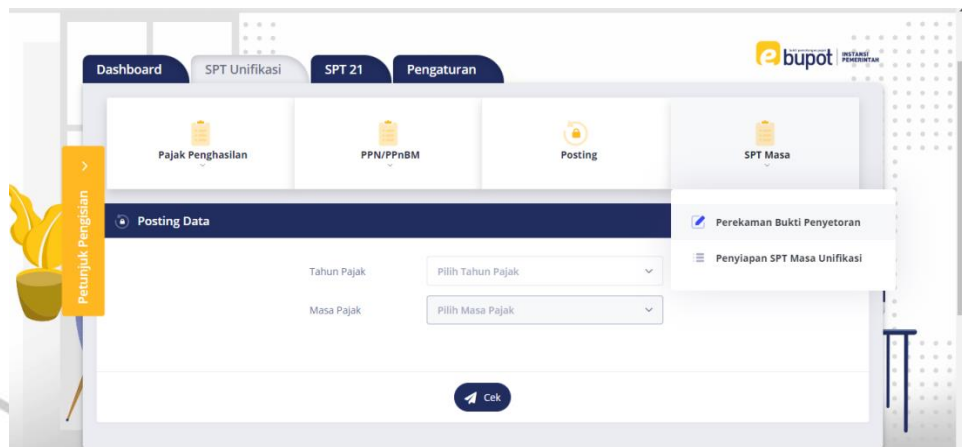 Dashboard
SPT Unifikasi
SPT 21
Pengaturan
e bupot
INSTANSI
PEMERINTAH
Pajak Penghasilan
PPN/PPnBM
Posting
SPT Masa
Petunjuk Pengisian
Posting Data
Perekaman Bukti Penyetoran
Penyiapan SPT Masa Unifikasi
Tahun Pajak
Pilih Tahun Pajak
Masa Pajak
Pilih Masa Pajak
Cek